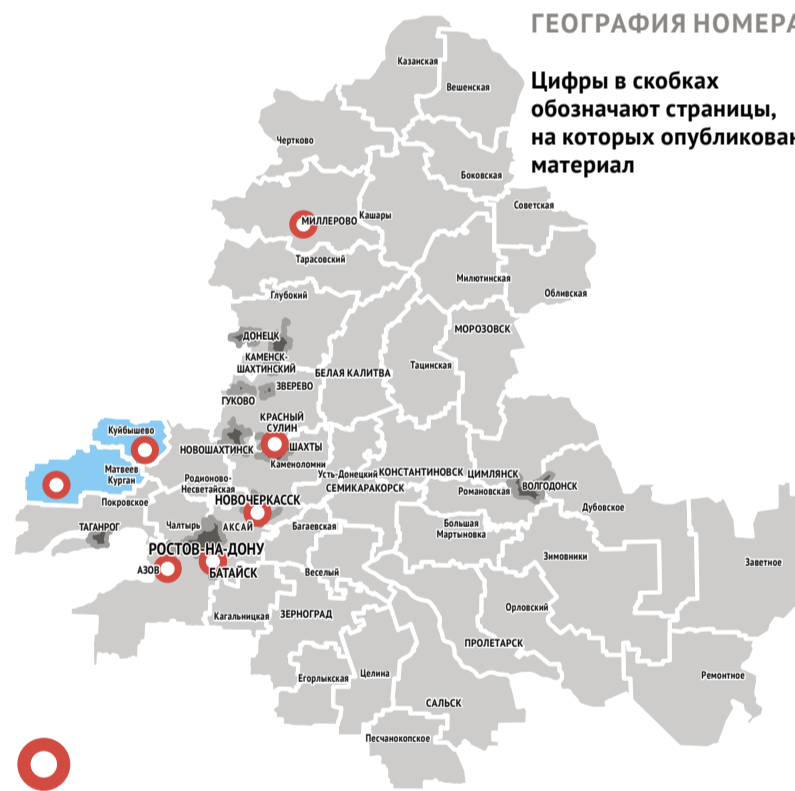 ГЕОГРАФИЯ НОМЕРА
Цифры в скобках
обозначают страницы,
на которых опубликован
материал
Казанская
Вешенская
Чертково
Боковская
Советская
МИЛЛЕРОВО
Кашары
Тарасовский
Милютинская
Обливская
Глубокий
МОРОЗОВСК
ДОНЕЦК
КАМЕНСК-
ШАХТИНСКИЙ
БЕЛАЯ КАЛИТВА
Тацинская
ЗВЕРЕВО
ГУКОВО
КРАСНЫЙ
СУЛИН
Куйбышево
НОВОШАХТИНСК
ШАХТЫ
Каменоломни
Матвеев
Курган
Родионово-
Несветайская
Усть-Донецкий
КОНСТАНТИНОВСК
ЦИМЛЯНСК
СЕМИКАРАКОРСК
Романовская
ВОЛГОДОНСК
Покровское
НОВОЧЕРКАССК
Дубовское
ТАГАНРОГ
Чалтырь
АКСАЙ
Багаевская
Большая
Мартыновка
РОСТОВ-НА-ДОНУ
Зимовники
Заветное
АЗОВ
БАТАЙСК
Веселый
Кагальницкая
ЗЕРНОГРАД
Орловский
ПРОЛЕТАРСК
Егорлыкская
Целина
Ремонтное
САЛЬСК
Песчанокопское